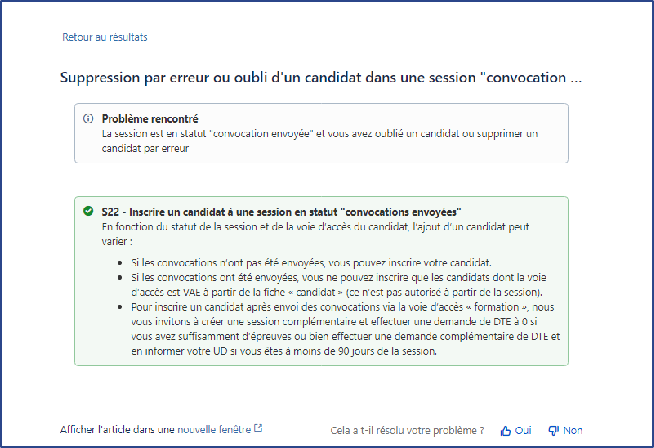 Retour au résultats
Suppression par erreur ou oubli d'un candidat dans une session "convocation ...
Problème rencontré
La session est en statut "convocation envoyée" et vous avez oublié un candidat ou supprimer un
candidat par erreur
S22 - Inscrire un candidat à une session en statut "convocations envoyées"
En fonction du statut de la session et de la voie d'accès du candidat, l'ajout d'un candidat peut
varier :
• Si les convocations n'ont pas été envoyées, vous pouvez inscrire votre candidat.
• Si les convocations ont été envoyées, vous ne pouvez inscrire que les candidats dont la voie
d'accès est VAE à partir de la fiche « candidat » (ce n'est pas autorisé à partir de la session).
• Pour inscrire un candidat après envoi des convocations via la voie d'accès « formation », nous
vous invitons à créer une session complémentaire et effectuer une demande de DTE à 0 si
vous avez suffisamment d'épreuves ou bien effectuer une demande complémentaire de DTE et
en informer votre UD si vous êtes à moins de 90 jours de la session.
Afficher l'article dans une nouvelle fenêtre
Cela a t-il résolu votre problème ? Oui Non